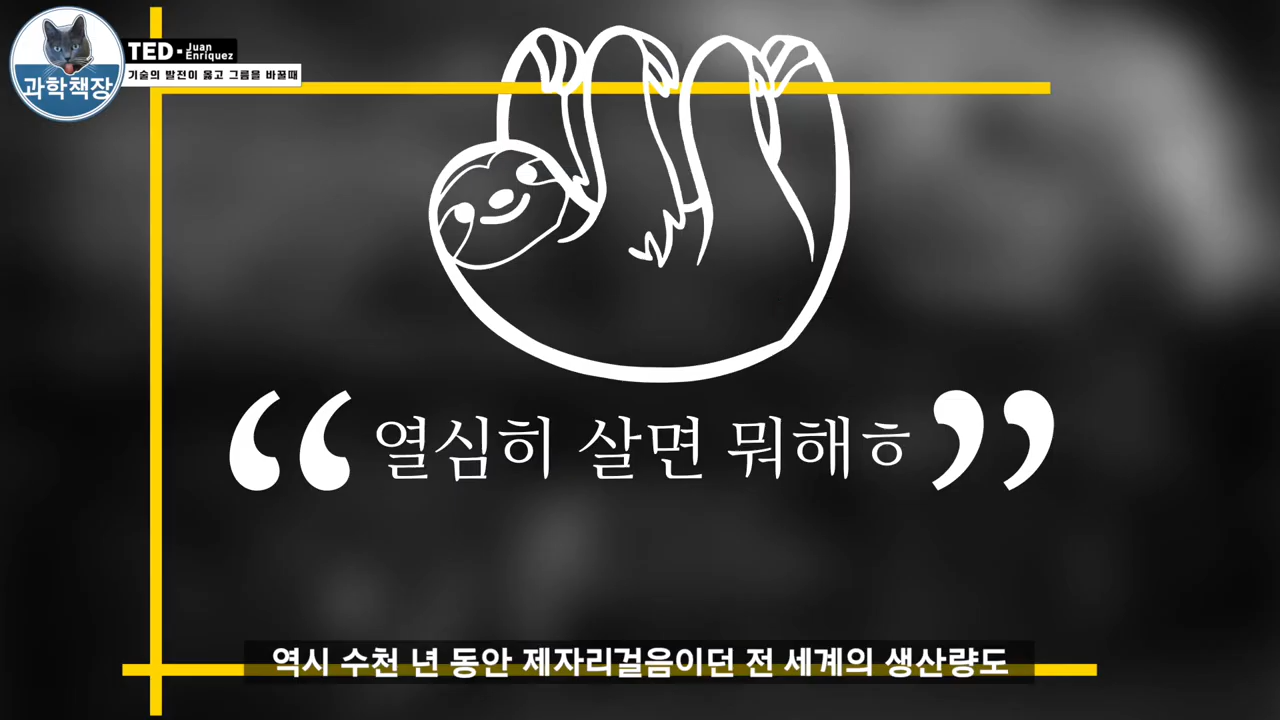 과학책장
TED - Juan Enriquez
기술의 발전이 옳고 그름을 바꿀때
“열심히 살면 뭐해ㅎ”
역시 수천 년 동안 제자리걸음이던 전 세계의 생산량도